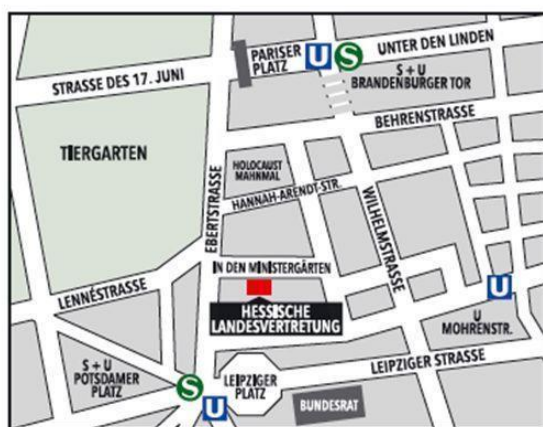 U
S
UNTER DEN LINDEN
PARISER
PLATZ
S + U
BRANDENBURGER TOR
STRASSE DES 17. JUNI
BEHRENSTRASSE
TIERGARTEN
HOLOCAUST
MAHNMAL
EBERTSTRASSE
HANNAH-ARENDT-STR.
WILHELMSTRASSE
IN DEN MINISTERGÄRTEN
LENNÉSTRASSE
HESSISCHE
LANDESVERTRETUNG
U
U
MOHRENSTR.
S + U
POTSDAMER
PLATZ
LEIPZIGER STRASSE
LEIPZIGER
PLATZ
S
U
BUNDESRAT